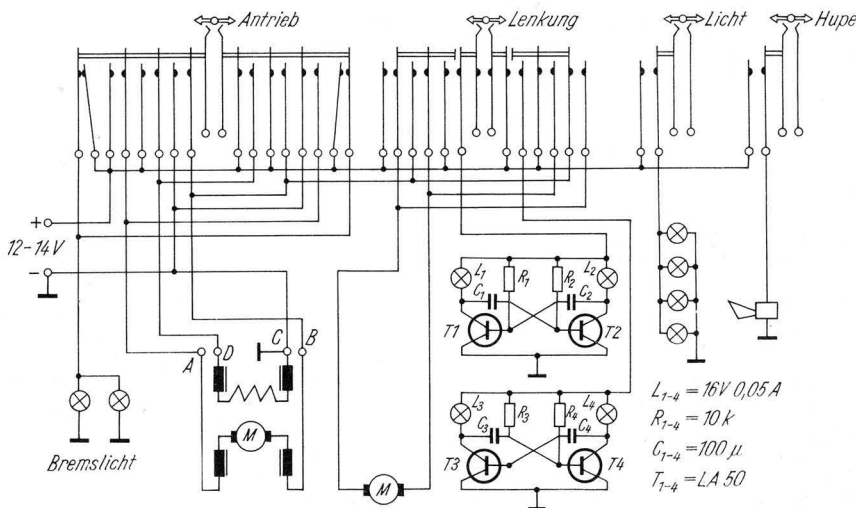 Antrieb
Lenkung
Licht
Hupe
+
12-14V
-
A
D
C
B
M
Bremslicht
M
L₁
R₁
R₂
L₂
C₁
C₂
T1
T2
L₃
R₃
R₄
L₄
C₃
C₄
T3
T4
L₁₋₄ = 16V 0,05 A
R₁₋₄ = 10 k
C₁₋₄ = 100 μ
T₁₋₄ = LA 50